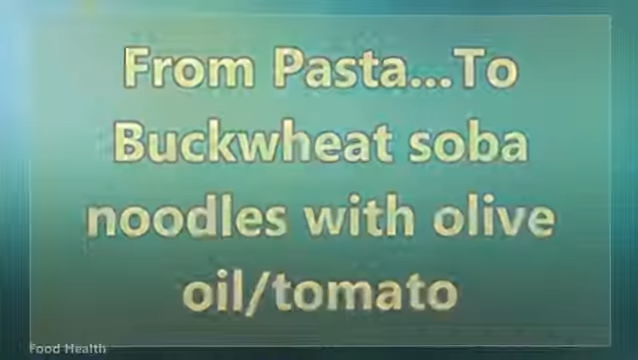 From Pasta...To
Buckwheat soba
noodles with olive
oil/tomato
Food Health